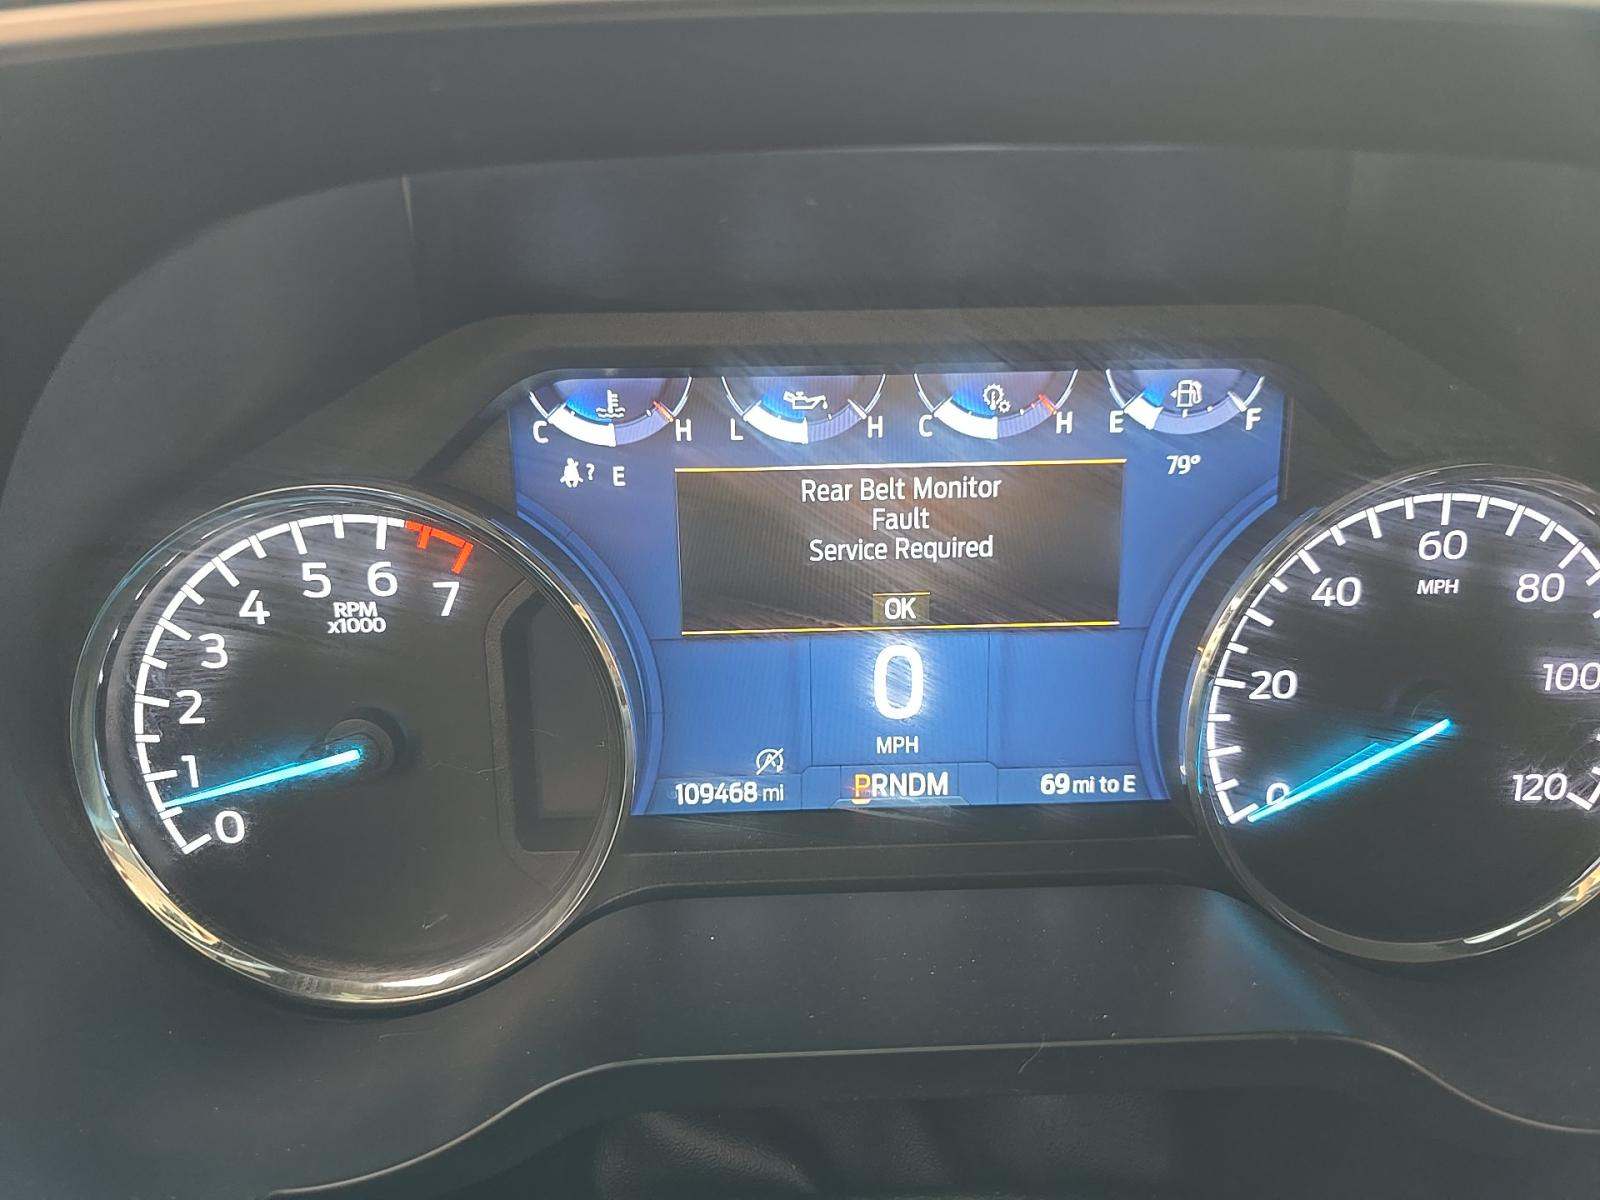 C H L H C H E F
? E 79°
Rear Belt Monitor
Fault
Service Required
OK
0
MPH
109468 mi PRNDM 69 mi to E
0 1 2 3 4 5 6 7
RPM
x1000
0 20 40 60 80 100 120
MPH